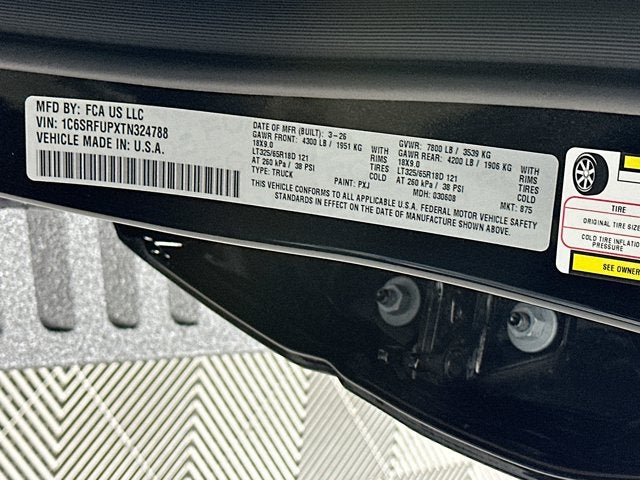 MFD BY: FCA US LLC
VIN: 1C6SRFUPXTN324788
VEHICLE MADE IN: U.S.A.
DATE OF MFR (BUILT): 3-26
GAWR FRONT: 4300 LB / 1951 KG WITH
18X9.0 RIMS
LT325/65R18D 121 TIRES
AT 260 kPa / 38 PSI COLD
TYPE: TRUCK PAINT: PXJ
GVWR: 7800 LB / 3539 KG
GAWR REAR: 4200 LB / 1906 KG WITH
18X9.0 RIMS
LT325/65R18D 121 TIRES
AT 260 kPa / 38 PSI COLD
MDH: 030608 MKT: 875
THIS VEHICLE CONFORMS TO ALL APPLICABLE U.S.A. FEDERAL MOTOR VEHICLE SAFETY
STANDARDS IN EFFECT ON THE DATE OF MANUFACTURE SHOWN ABOVE.
TIRE
ORIGINAL TIRE SIZE
COLD TIRE INFLATIO
PRESSURE
SEE OWNER